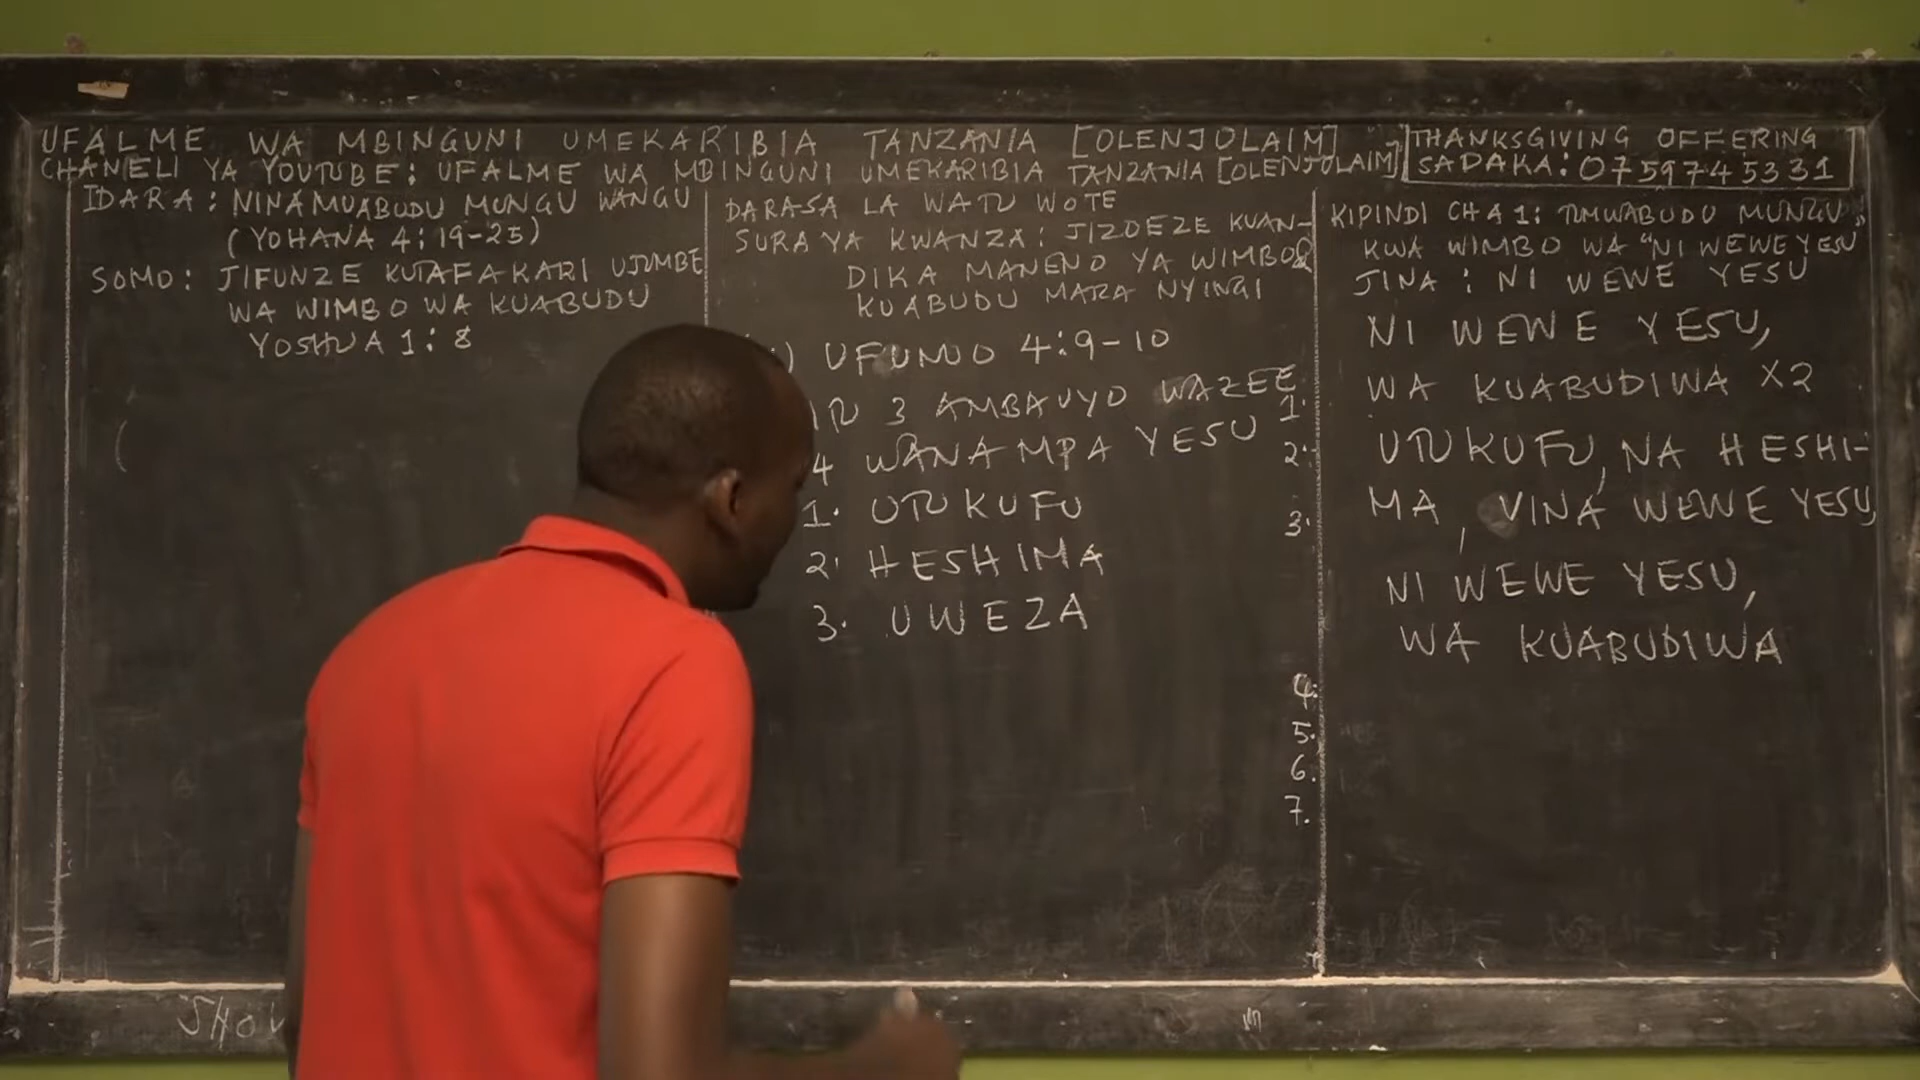 UFALME WA MBINGUNI UMEKARIBIA TANZANIA [OLENJOLAIM]
CHANELI YA YOUTUBE: UFALME WA MBINGUNI UMEKARIBIA TANZANIA [OLENJOLAIM]
THANKSGIVING OFFERING
SADAKA: 0759745331
IDARA: NINAMUABUDU MUNGU WANGU
(YOHANA 4:19-25)
SOMO: JIFUNZE KUTAFAKARI UJUMBE
WA WIMBO WA KUABUDU
YOSHUA 1:8
(
DARASA LA WATU WOTE
SURA YA KWANZA: JIZOEZE KUAN-
DIKA MANENO YA WIMBO
KUABUDU MARA NYINGI
) UFUNUO 4:9-10
3 AMBAVYO WAZEE
4 WANAMPA YESU
1. UTUKUFU
2. HESHIMA
3. UWEZA
1.
2.
3.
4.
5.
6.
7.
KIPINDI CHA 1: TUMWABUDU MUNGU
KWA WIMBO WA "NI WEWE YESU"
JINA: NI WEWE YESU
NI WEWE YESU,
WA KUABUDIWA X2
UTUKUFU, NA HESHI-
MA, VINA WEWE YESU,
NI WEWE YESU,
WA KUABUDIWA